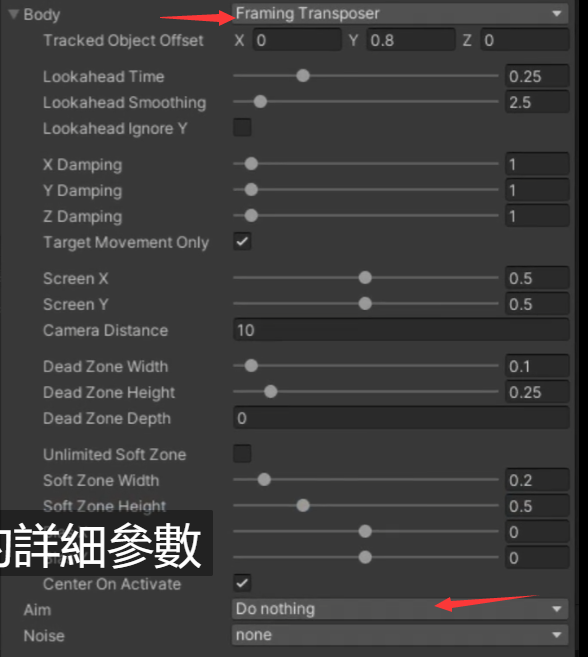 Body Framing Transposer
Tracked Object Offset X 0 Y 0.8 Z 0
Lookahead Time 0.25
Lookahead Smoothing 2.5
Lookahead Ignore Y
X Damping 1
Y Damping 1
Z Damping 1
Target Movement Only
Screen X 0.5
Screen Y 0.5
Camera Distance 10
Dead Zone Width 0.1
Dead Zone Height 0.25
Dead Zone Depth 0
Unlimited Soft Zone
Soft Zone Width 0.2
Soft Zone Height 0.5
0
的詳細參數
0
Center On Activate
Aim Do nothing
Noise none